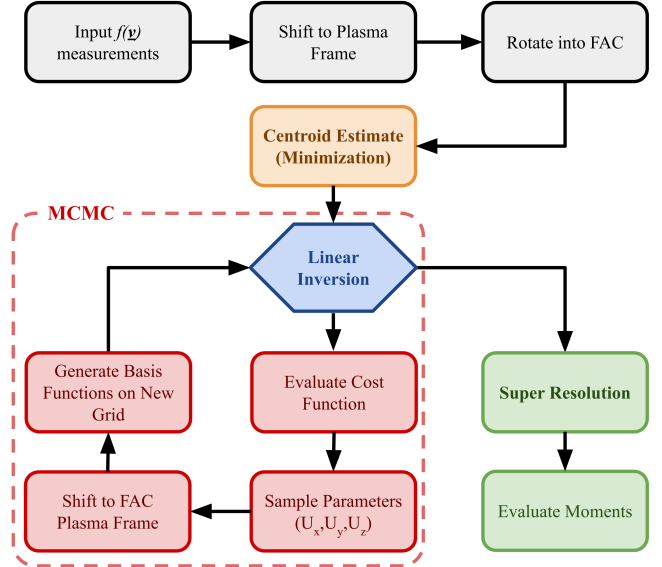 Input f(v)
measurements
Shift to Plasma
Frame
Rotate into FAC
Centroid Estimate
(Minimization)
MCMC
Linear
Inversion
Generate Basis
Functions on New
Grid
Evaluate Cost
Function
Super Resolution
Shift to FAC
Plasma Frame
Sample Parameters
(Ux,Uy,Uz)
Evaluate Moments